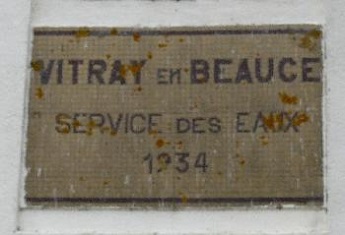 VITRAY EN BEAUCE
SERVICE DES EAUX
1934